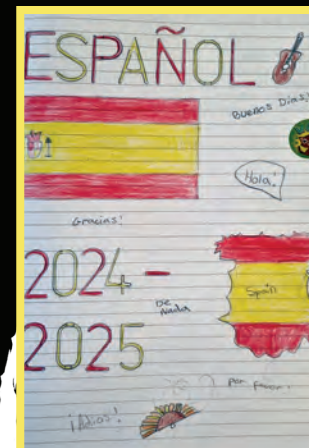 ESPAÑOL
Buenos Días!
Hola!
Gracias!
2024-
De
Nada
Spain
2025
Por Favor!
¡Adios!